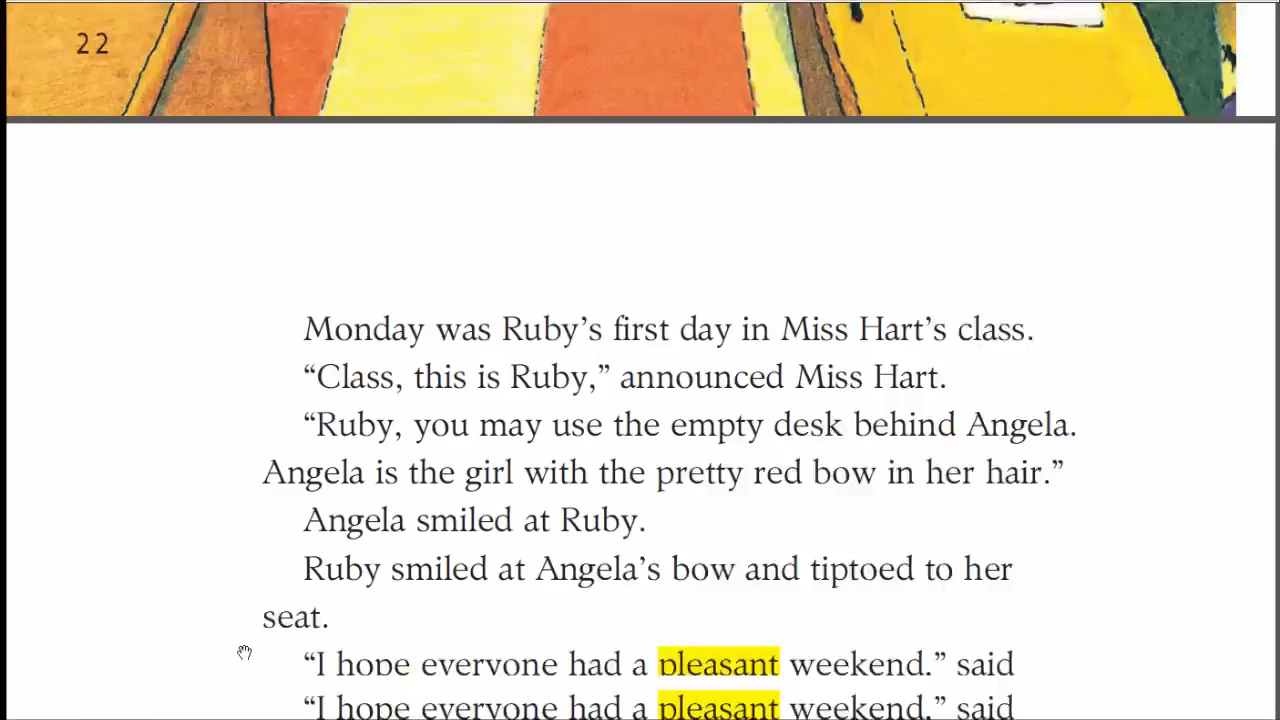 22
Monday was Ruby’s first day in Miss Hart’s class.
“Class, this is Ruby,” announced Miss Hart.
“Ruby, you may use the empty desk behind Angela.
Angela is the girl with the pretty red bow in her hair.”
Angela smiled at Ruby.
Ruby smiled at Angela’s bow and tiptoed to her
seat.
“I hope everyone had a pleasant weekend,” said
“I hope everyone had a pleasant weekend,” said